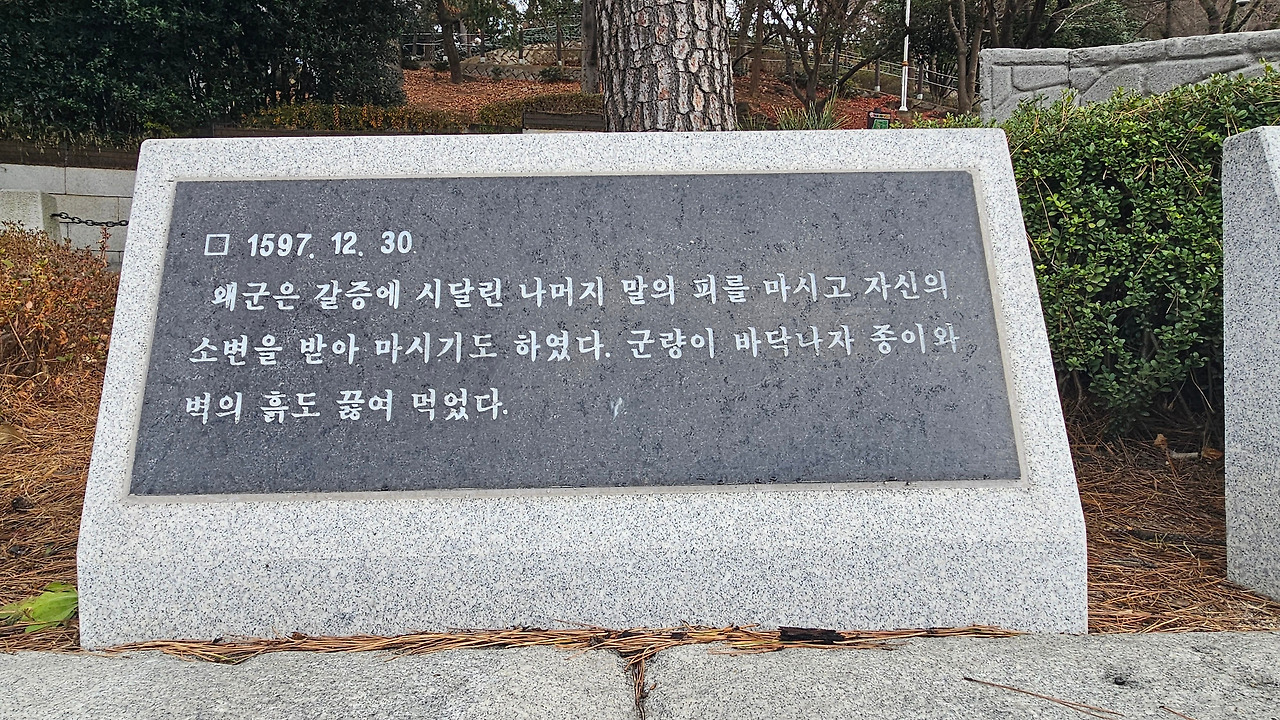 □ 1597. 12. 30.
왜군은 갈증에 시달린 나머지 말의 피를 마시고 자신의
소변을 받아 마시기도 하였다. 군량이 바닥나자 종이와
벽의 흙도 끓여 먹었다.